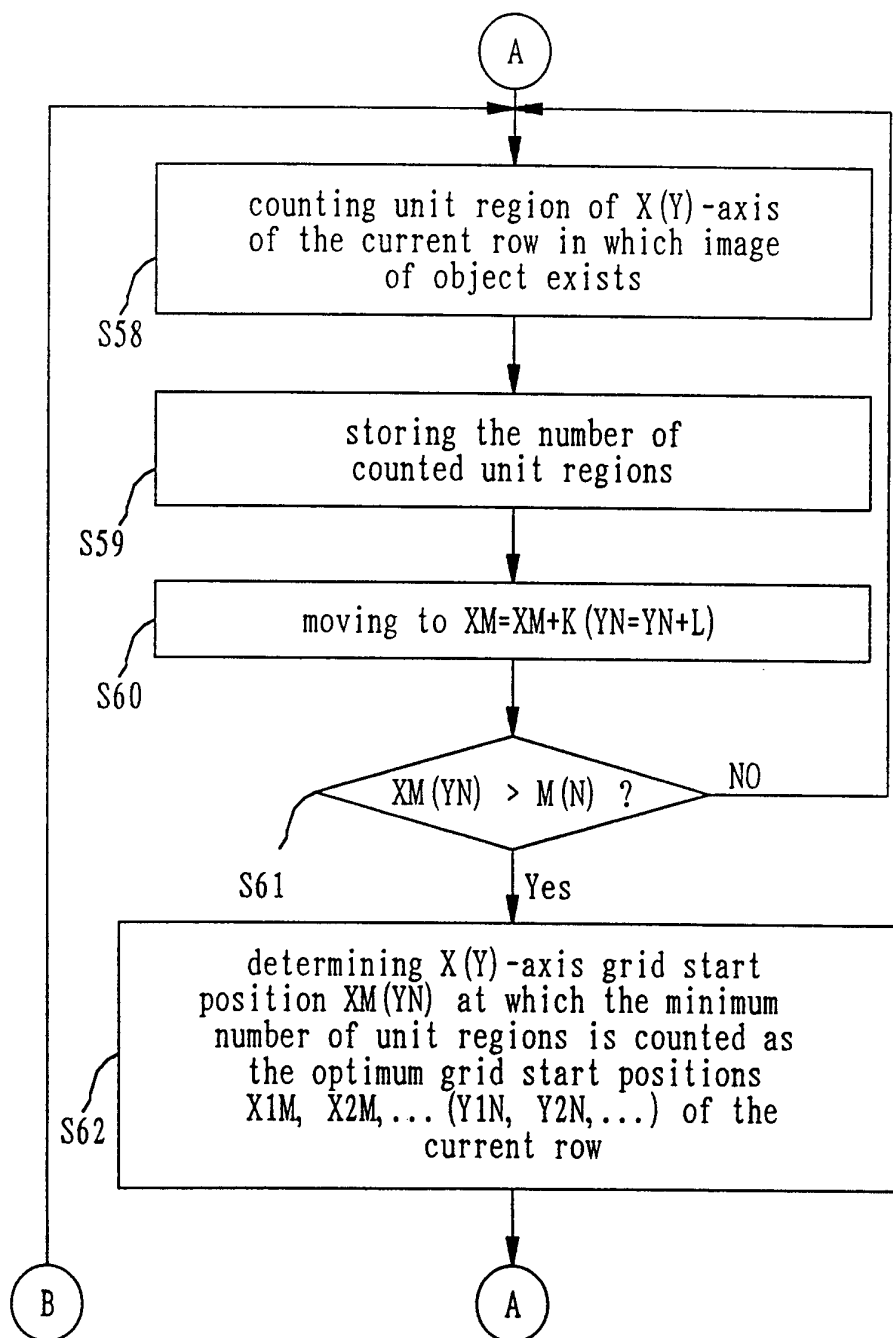 A
counting unit region of X(Y)-axis
of the current row in which image
of object exists
S58
storing the number of
counted unit regions
S59
moving to XM=XM+K(YN=YN+L)
S60
XM(YN) > M(N) ?
NO
S61
Yes
determining X(Y)-axis grid start
position XM(YN) at which the minimum
number of unit regions is counted as
the optimum grid start positions
X1M, X2M,...(Y1N, Y2N,...) of the
current row
S62
B
A